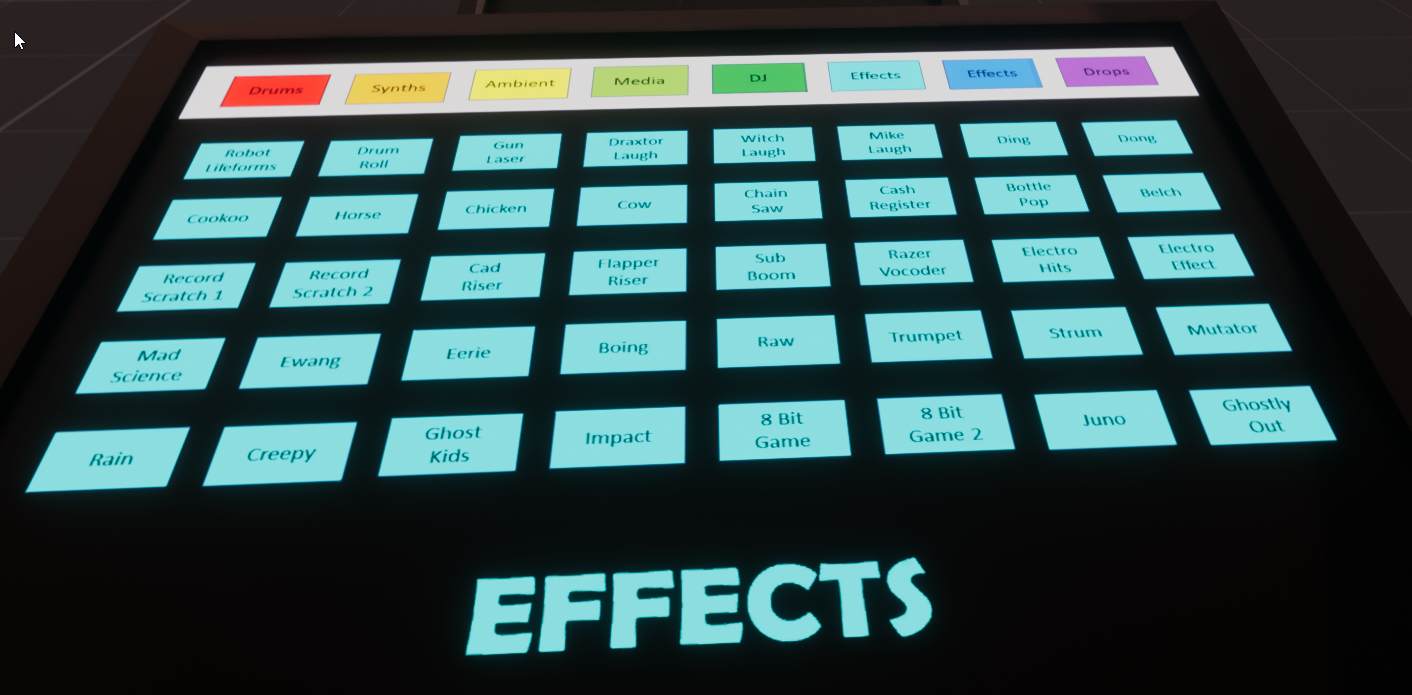 Drums Synths Ambient Media DJ Effects Effects Drops
Robot
Lifeforms
Drum
Roll
Gun
Laser
Draxtor
Laugh
Witch
Laugh
Mike
Laugh
Ding
Dong
Cookoo
Horse
Chicken
Cow
Chain
Saw
Cash
Register
Bottle
Pop
Belch
Record
Scratch 1
Record
Scratch 2
Cad
Riser
Flapper
Riser
Sub
Boom
Razer
Vocoder
Electro
Hits
Electro
Effect
Mad
Science
Ewang
Eerie
Boing
Raw
Trumpet
Strum
Mutator
Rain
Creepy
Ghost
Kids
Impact
8 Bit
Game
8 Bit
Game 2
Juno
Ghostly
Out
EFFECTS